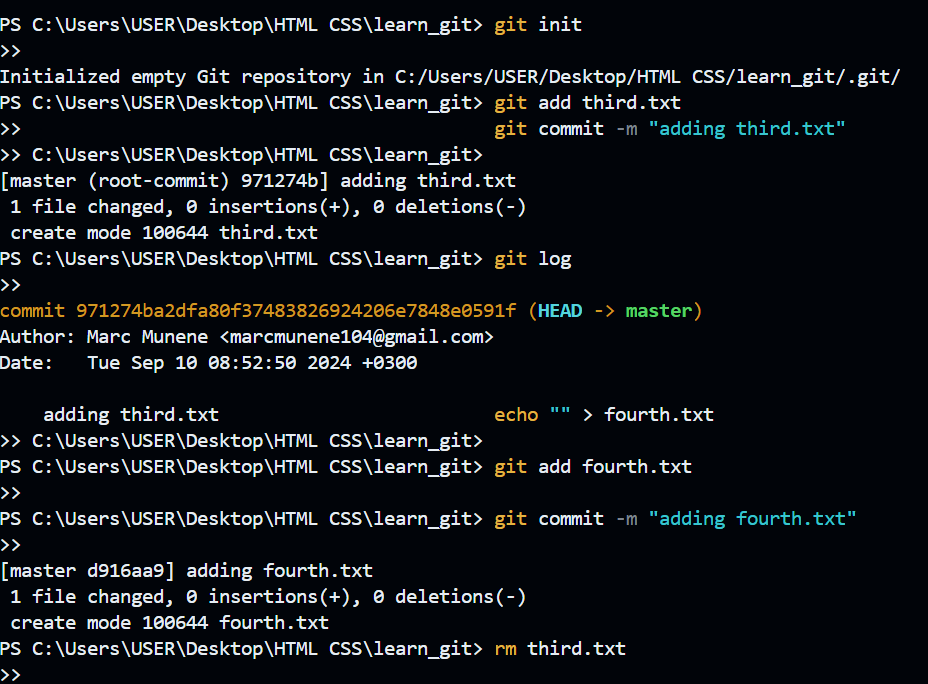 PS C:\Users\USER\Desktop\HTML CSS\learn_git> git init
>>
Initialized empty Git repository in C:/Users/USER/Desktop/HTML CSS/learn_git/.git/
PS C:\Users\USER\Desktop\HTML CSS\learn_git> git add third.txt
>>                                           git commit -m "adding third.txt"
>> C:\Users\USER\Desktop\HTML CSS\learn_git>
[master (root-commit) 971274b] adding third.txt
 1 file changed, 0 insertions(+), 0 deletions(-)
 create mode 100644 third.txt
PS C:\Users\USER\Desktop\HTML CSS\learn_git> git log
>>
commit 971274ba2dfa80f37483826924206e7848e0591f (HEAD -> master)
Author: Marc Munene <marcmunene104@gmail.com>
Date:   Tue Sep 10 08:52:50 2024 +0300

    adding third.txt                         echo "" > fourth.txt
>> C:\Users\USER\Desktop\HTML CSS\learn_git>
PS C:\Users\USER\Desktop\HTML CSS\learn_git> git add fourth.txt
>>
PS C:\Users\USER\Desktop\HTML CSS\learn_git> git commit -m "adding fourth.txt"
>>
[master d916aa9] adding fourth.txt
 1 file changed, 0 insertions(+), 0 deletions(-)
 create mode 100644 fourth.txt
PS C:\Users\USER\Desktop\HTML CSS\learn_git> rm third.txt
>>